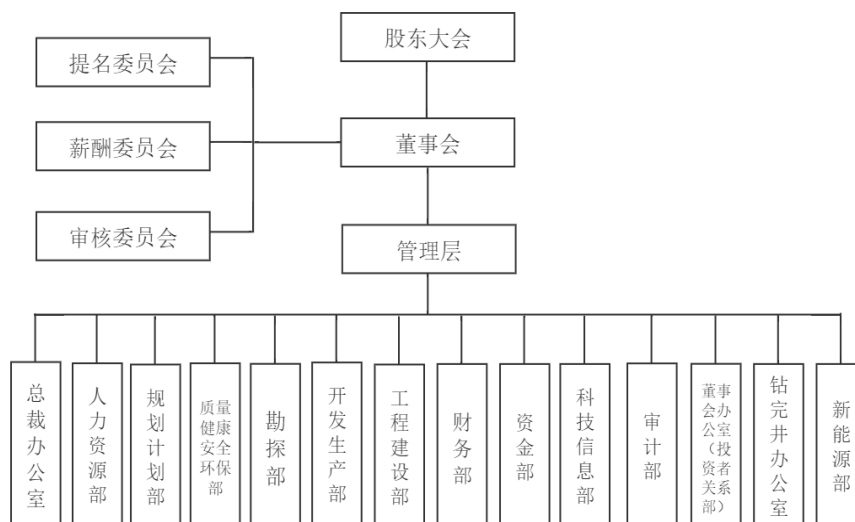 股东大会
提名委员会
董事会
薪酬委员会
审核委员会
管理层
总裁办公室
人力资源部
规划计划部
质量健康安全环保部
勘探部
开发生产部
工程建设部
财务部
资金部
科技信息部
审计部
董事会办公室（投资者关系部）
钻完井办公室
新能源部